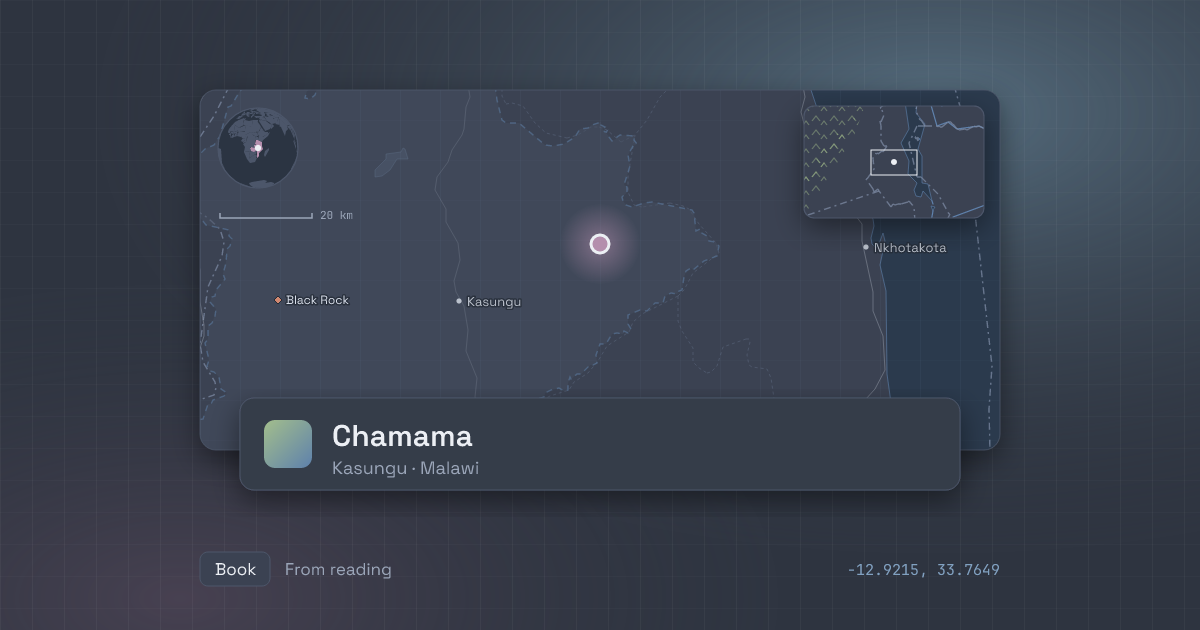 20 km
Nkhotakota
Black Rock
Kasungu
Chamama
Kasungu · Malawi
Book
From reading
-12.9215, 33.7649